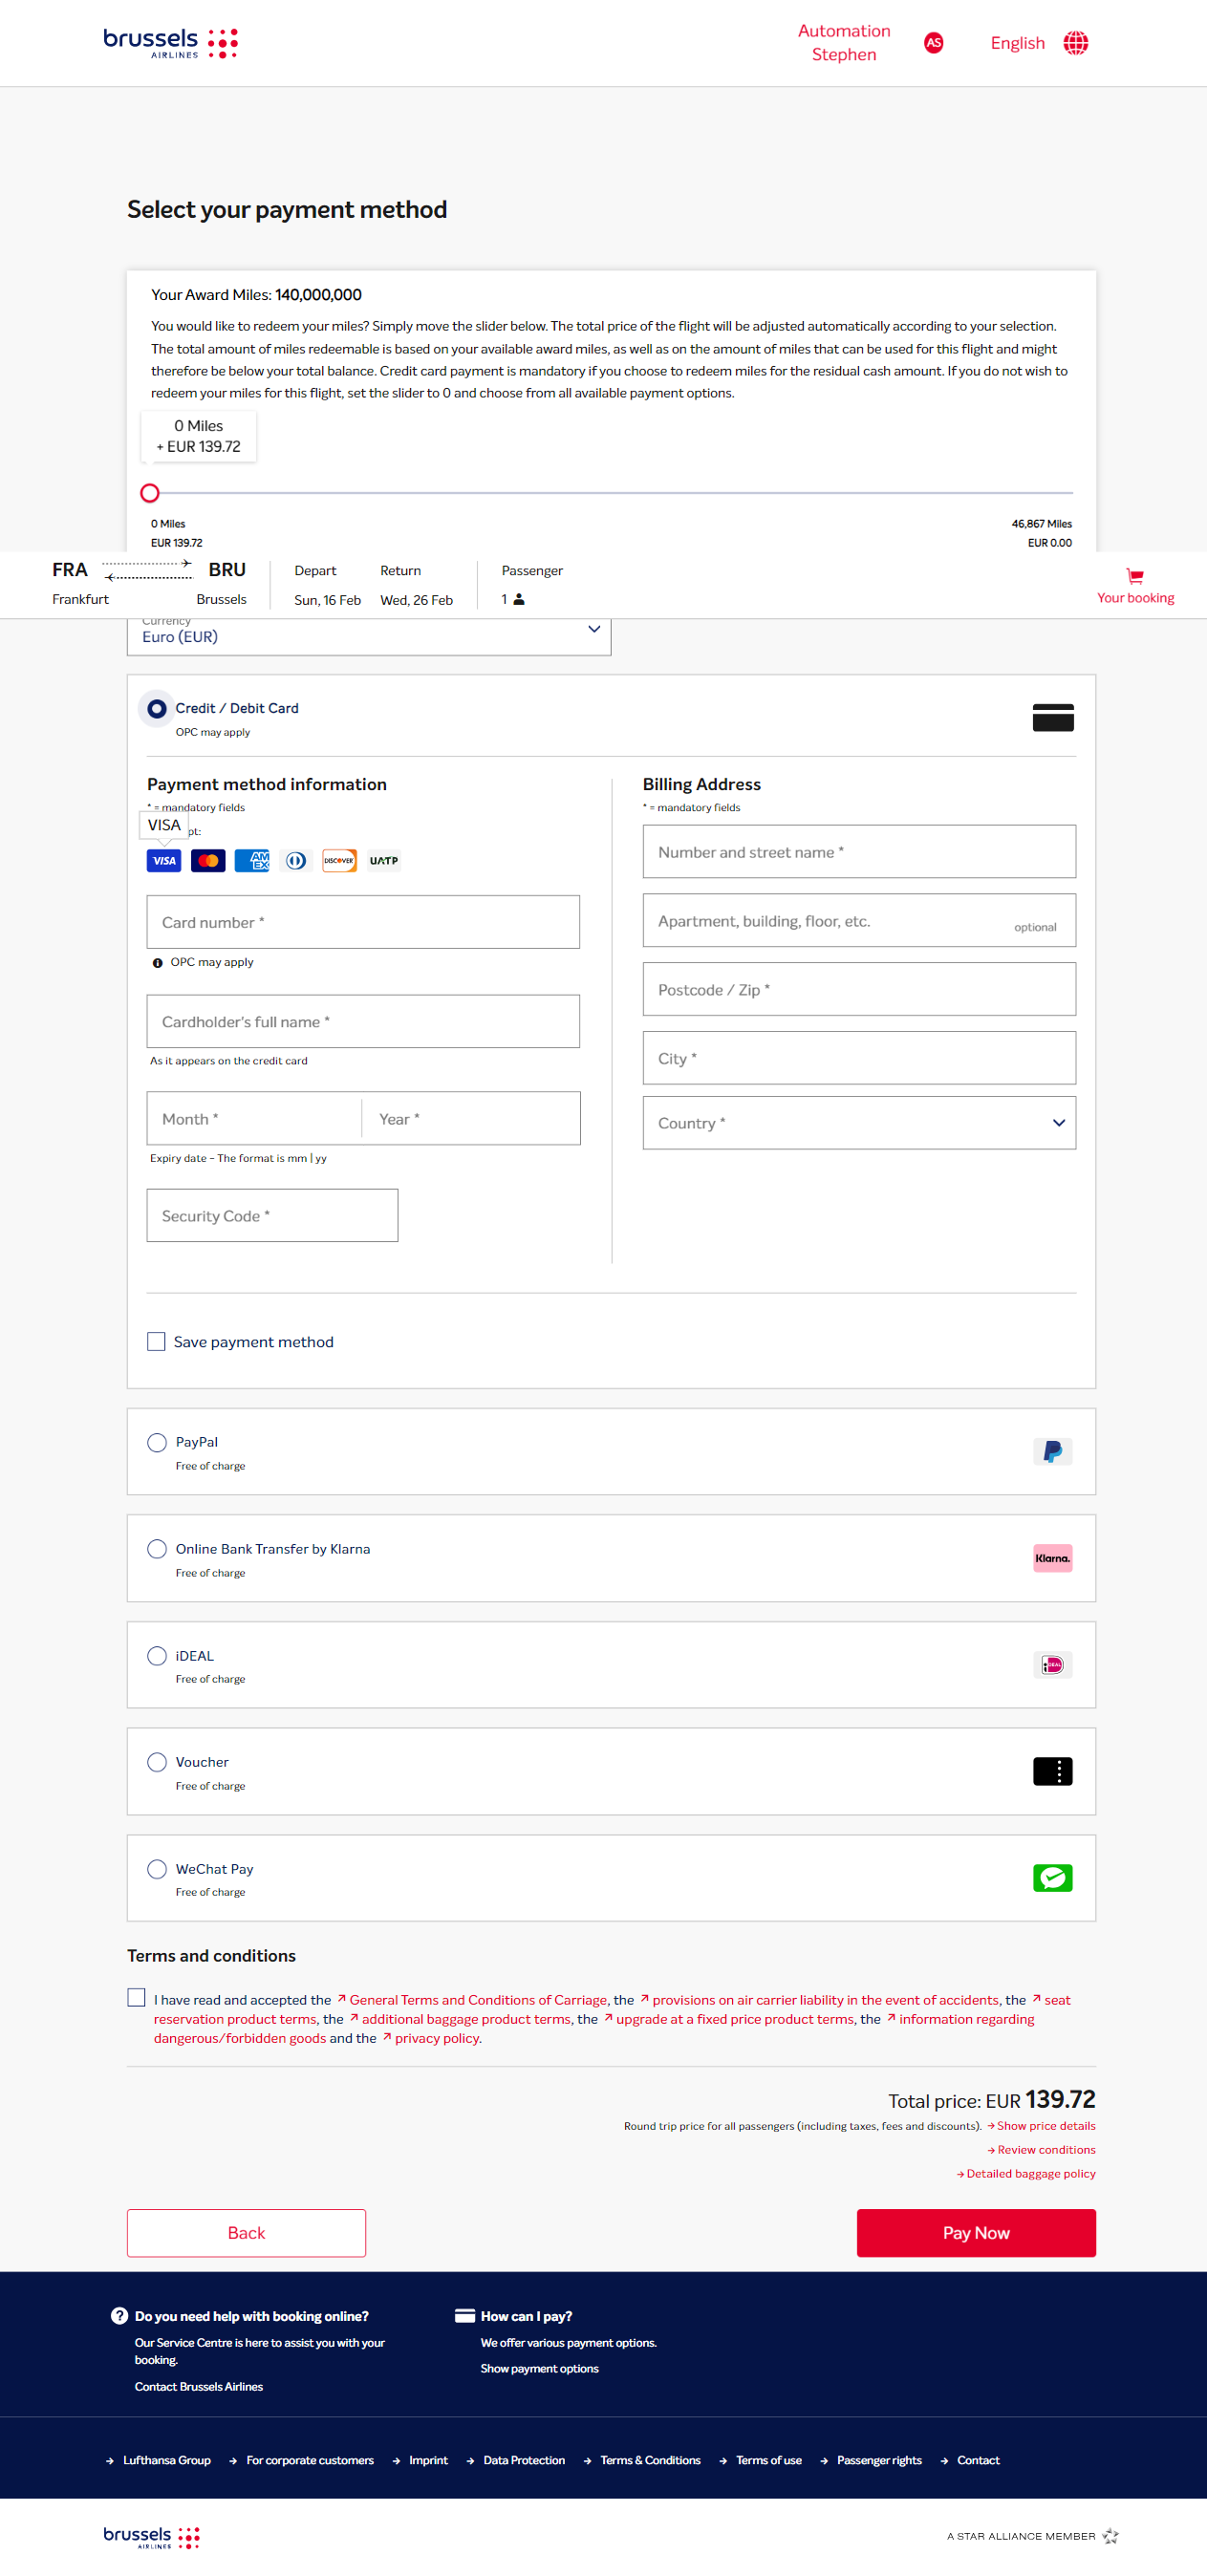 brussels
AIRLINES
Automation
Stephen
AS
English
Select your payment method
Your Award Miles: 140,000,000
You would like to redeem your miles? Simply move the slider below. The total price of the flight will be adjusted automatically according to your selection.
The total amount of miles redeemable is based on your available award miles, as well as on the amount of miles that can be used for this flight and might
therefore be below your total balance. Credit card payment is mandatory if you choose to redeem miles for the residual cash amount. If you do not wish to
redeem your miles for this flight, set the slider to 0 and choose from all available payment options.
0 Miles
+ EUR 139.72
0 Miles
46,867 Miles
EUR 139.72
EUR 0.00
FRA
BRU
Depart
Return
Passenger
Frankfurt
Brussels
Sun, 16 Feb
Wed, 26 Feb
1
Your booking
Currency
Euro (EUR)
Credit / Debit Card
OPC may apply
Payment method information
* = mandatory fields
VISA
pt:
VISA
AM
EX
DISCOVER
UATP
Card number *
OPC may apply
Cardholder's full name *
As it appears on the credit card
Month *
Year *
Expiry date - The format is mm | yy
Security Code *
Billing Address
* = mandatory fields
Number and street name *
Apartment, building, floor, etc.
optional
Postcode / Zip *
City *
Country *
Save payment method
PayPal
Free of charge
Online Bank Transfer by Klarna
Free of charge
Klarna.
iDEAL
Free of charge
iDEAL
Voucher
Free of charge
WeChat Pay
Free of charge
Terms and conditions
I have read and accepted the General Terms and Conditions of Carriage, the provisions on air carrier liability in the event of accidents, the seat
reservation product terms, the additional baggage product terms, the upgrade at a fixed price product terms, the information regarding
dangerous/forbidden goods and the privacy policy.
Total price: EUR 139.72
Round trip price for all passengers (including taxes, fees and discounts). Show price details
Review conditions
Detailed baggage policy
Back
Pay Now
Do you need help with booking online?
Our Service Centre is here to assist you with your
booking.
Contact Brussels Airlines
How can I pay?
We offer various payment options.
Show payment options
Lufthansa Group
For corporate customers
Imprint
Data Protection
Terms & Conditions
Terms of use
Passenger rights
Contact
brussels
AIRLINES
A STAR ALLIANCE MEMBER